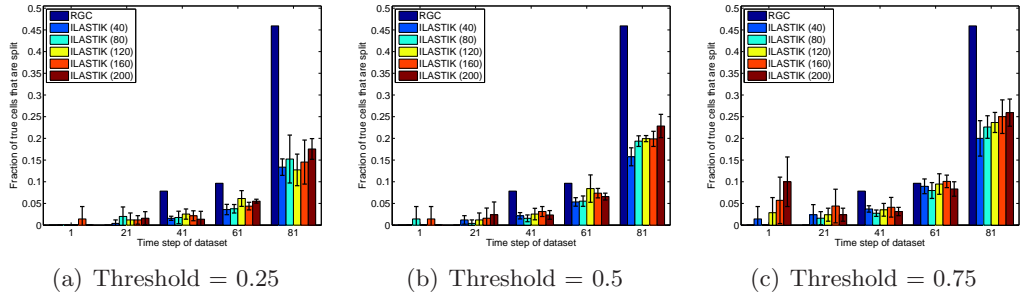 Fraction of true cells that are split
0.5
0.45
0.4
0.35
0.3
0.25
0.2
0.15
0.1
0.05
0
RGC
ILASTIK (40)
ILASTIK (80)
ILASTIK (120)
ILASTIK (160)
ILASTIK (200)
1 21 41 61 81
Time step of dataset
(a) Threshold = 0.25
Fraction of true cells that are split
0.5
0.45
0.4
0.35
0.3
0.25
0.2
0.15
0.1
0.05
0
RGC
ILASTIK (40)
ILASTIK (80)
ILASTIK (120)
ILASTIK (160)
ILASTIK (200)
1 21 41 61 81
Time step of dataset
(b) Threshold = 0.5
Fraction of true cells that are split
0.5
0.45
0.4
0.35
0.3
0.25
0.2
0.15
0.1
0.05
0
RGC
ILASTIK (40)
ILASTIK (80)
ILASTIK (120)
ILASTIK (160)
ILASTIK (200)
1 21 41 61 81
Time step of dataset
(c) Threshold = 0.75